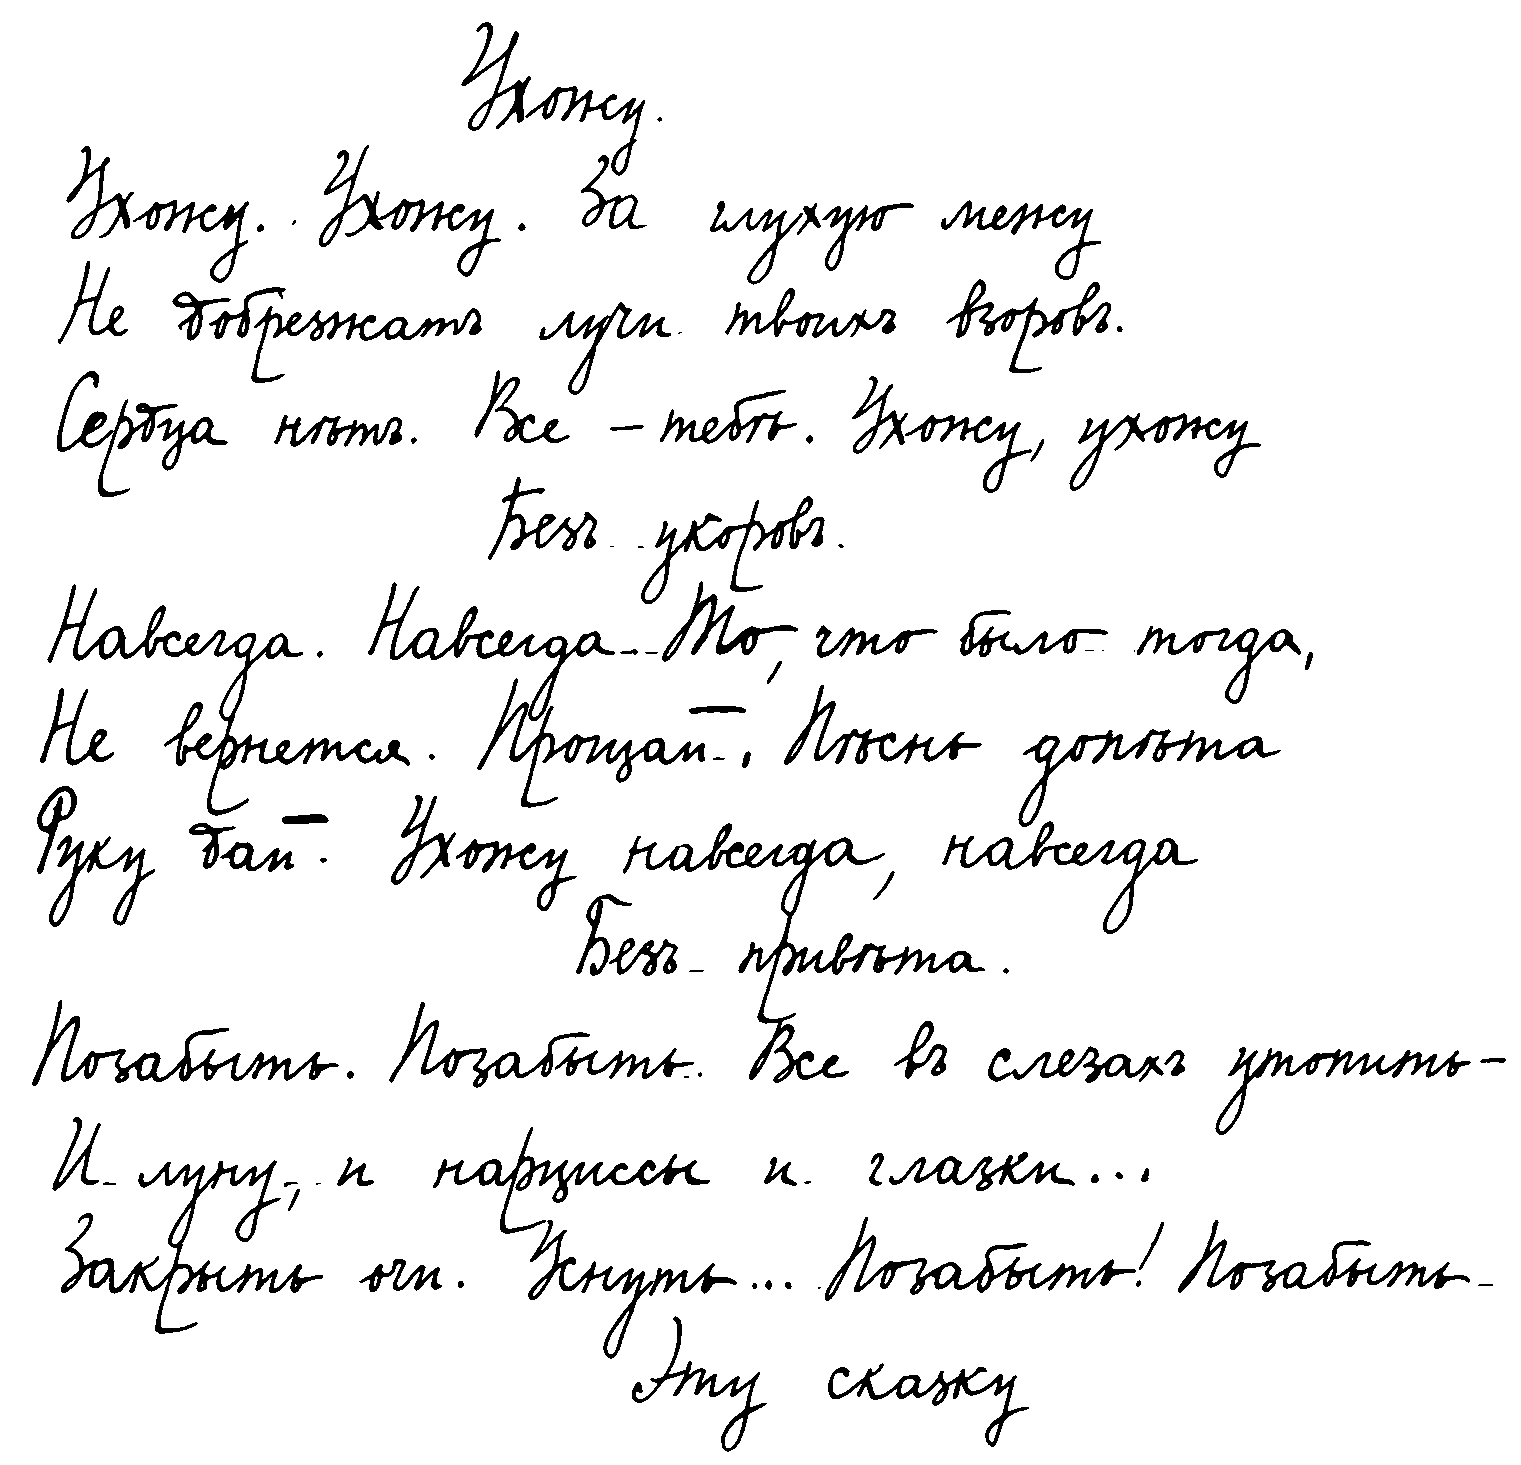 Ухожу.
Ухожу. Ухожу. За глухую межу
Не добрезжатъ лучи твоихъ взоровъ.
Сердца нѣтъ. Все – тебѣ. Ухожу, ухожу
Безъ укоровъ.
Навсегда. Навсегда. То, что было тогда,
Не вернется. Прощай. Пѣснь допѣта
Руку дай. Ухожу навсегда, навсегда
Безъ привѣта.
Позабыть. Позабыть. Все въ слезахъ утопить –
И луну, и нарциссы и глазки...
Закрыть очи. Уснуть... Позабыть! Позабыть
Эту сказку